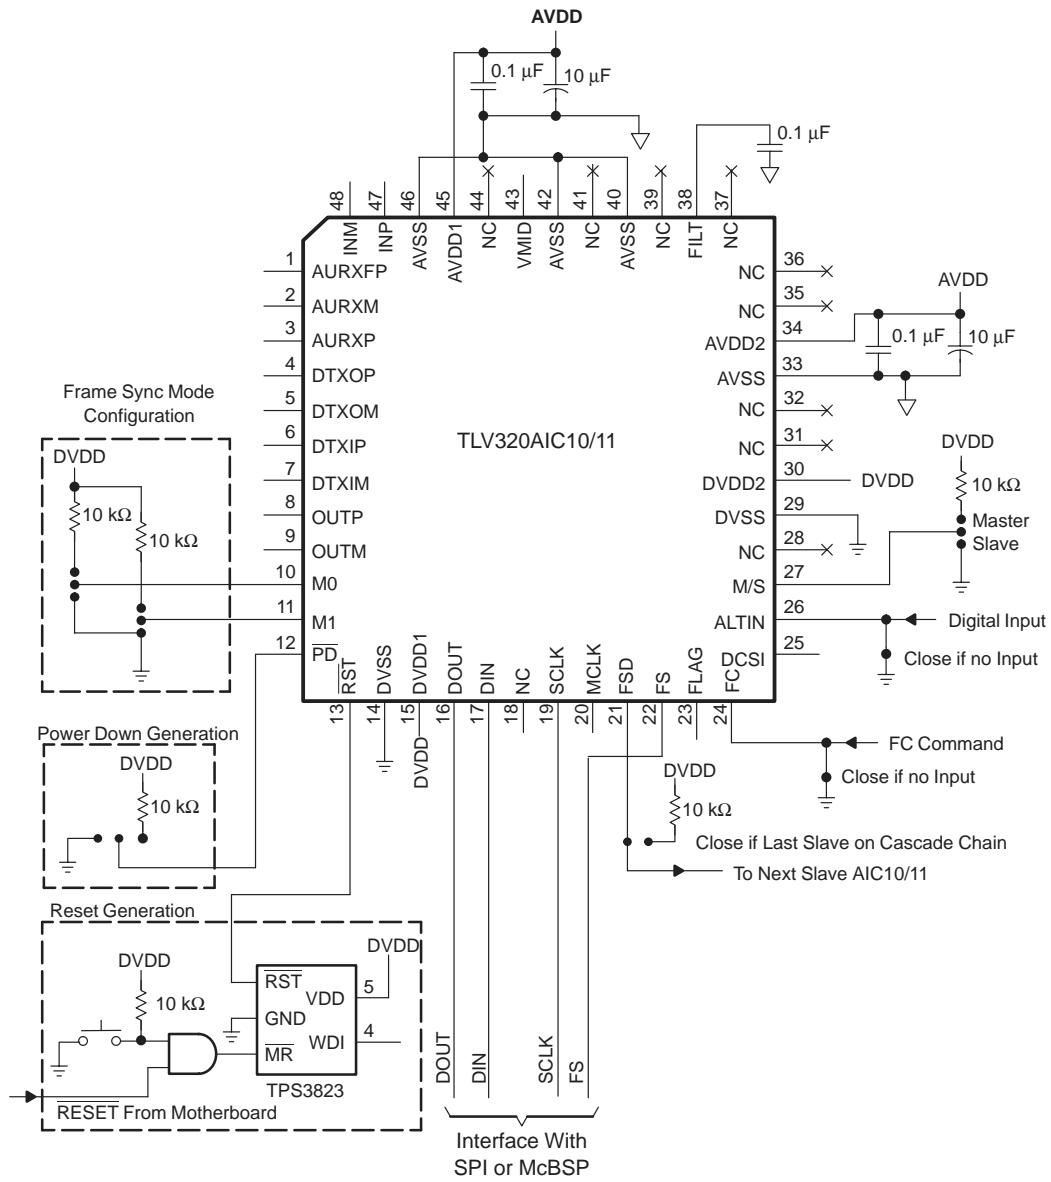 AVDD
0.1 µF
10 µF
0.1 µF
48
47
46
45
44
43
42
41
40
39
38
37
INM
INP
AVSS
AVDD1
NC
VMID
AVSS
NC
AVSS
NC
FILT
NC
1
AURXFP
2
AURXM
3
AURXP
4
DTXOP
5
DTXOM
6
DTXIP
7
DTXIM
8
OUTP
9
OUTM
10
M0
11
M1
12
PD
TLV320AIC10/11
NC
36
NC
35
AVDD2
34
AVSS
33
NC
32
NC
31
DVDD2
30
DVSS
29
NC
28
M/S
27
ALTIN
26
DCSI
25
AVDD
0.1 µF
10 µF
DVDD
DVDD
10 kΩ
Master
Slave
Digital Input
Close if no Input
Frame Sync Mode
Configuration
DVDD
10 kΩ
10 kΩ
RST
DVSS
DVDD1
DOUT
DIN
NC
SCLK
MCLK
FSD
FS
FLAG
FC
13
14
15
16
17
18
19
20
21
22
23
24
DVDD
FC Command
Close if no Input
Power Down Generation
DVDD
10 kΩ
DVDD
10 kΩ
Close if Last Slave on Cascade Chain
To Next Slave AIC10/11
Reset Generation
DVDD
10 kΩ
DVDD
RST
VDD
5
GND
WDI
4
MR
TPS3823
RESET From Motherboard
DOUT
DIN
SCLK
FS
Interface With
SPI or McBSP